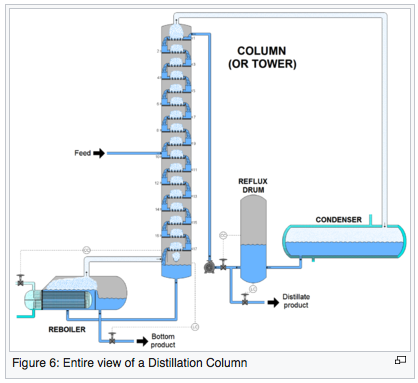 COLUMN
(OR TOWER)
Feed
REFLUX
DRUM
CONDENSER
Distillate
product
REBOILER
Bottom
product
Figure 6: Entire view of a Distillation Column